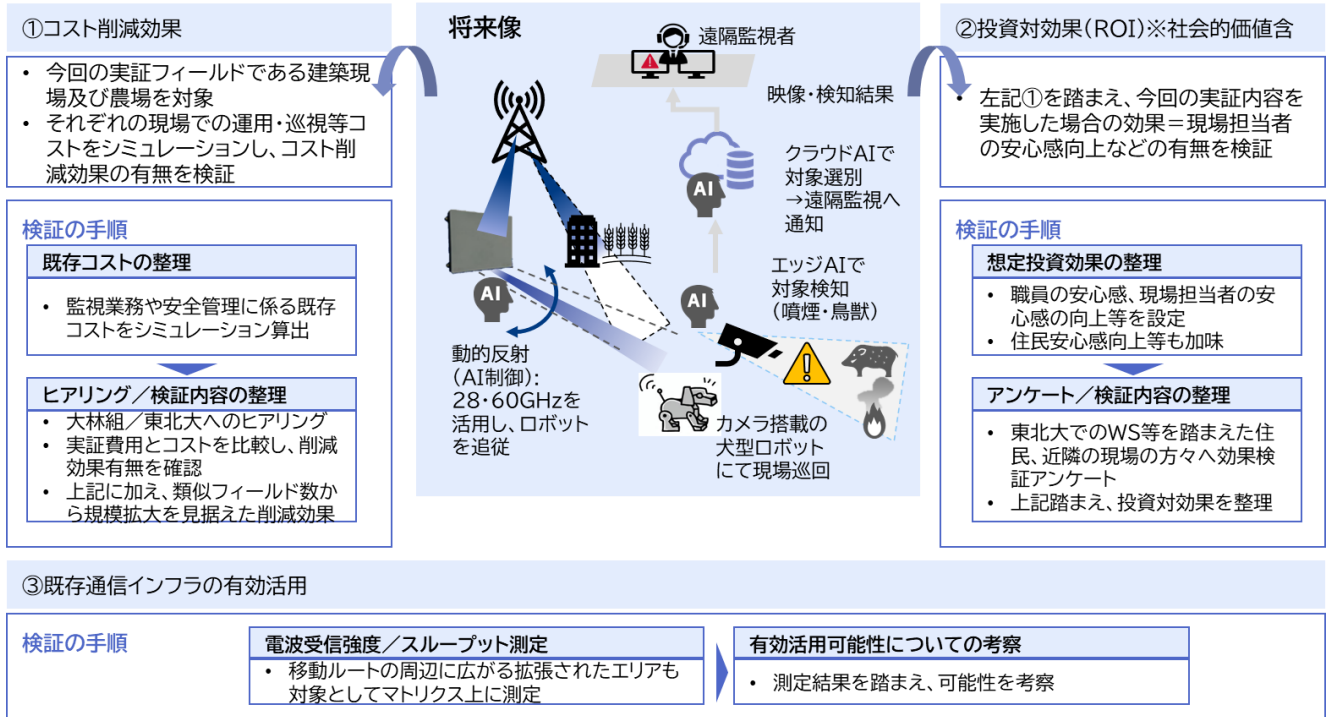 ①コスト削減効果
• 今回の実証フィールドである建築現
場及び農場を対象
• それぞれの現場での運用・巡視等コ
ストをシミュレーションし、コスト削
減効果の有無を検証
検証の手順
既存コストの整理
• 監視業務や安全管理に係る既存
コストをシミュレーション算出
ヒアリング／検証内容の整理
• 大林組／東北大へのヒアリング
• 実証費用とコストを比較し、削減
効果有無を確認
• 上記に加え、類似フィールド数か
ら規模拡大を見据えた削減効果
将来像
遠隔監視者
映像・検知結果
クラウドAIで
対象選別
→遠隔監視へ
通知
AI
エッジAIで
対象検知
（噴煙・鳥獣）
AI
AI
動的反射
（AI制御）：
28・60GHzを
活用し、ロボット
を追従
カメラ搭載の
犬型ロボット
にて現場巡回
②投資対効果（ROI）※社会的価値含
• 左記①を踏まえ、今回の実証内容を
実施した場合の効果＝現場担当者
の安心感向上などの有無を検証
検証の手順
想定投資効果の整理
• 職員の安心感、現場担当者の安
心感の向上等を設定
• 住民安心感向上等も加味
アンケート／検証内容の整理
• 東北大でのWS等を踏まえた住
民、近隣の現場の方々へ効果検
証アンケート
• 上記踏まえ、投資対効果を整理
③既存通信インフラの有効活用
検証の手順
電波受信強度／スループット測定
• 移動ルートの周辺に広がる拡張されたエリアも
対象としてマトリクス上に測定
有効活用可能性についての考察
• 測定結果を踏まえ、可能性を考察